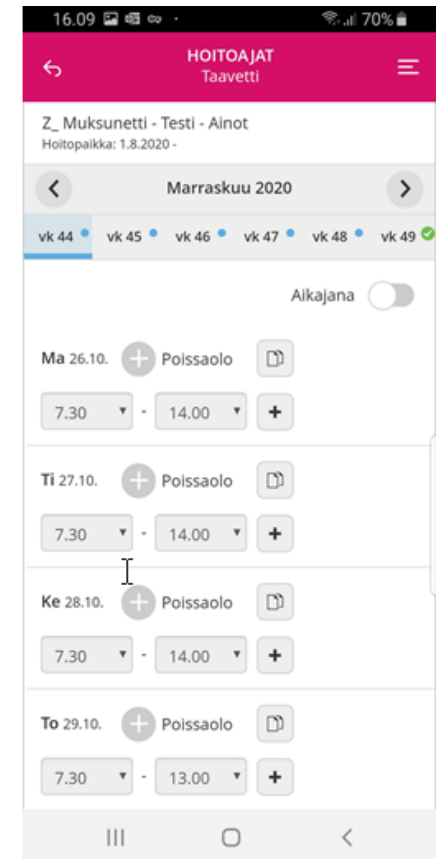 16.09 70%
HOITOAJAT
Taavetti
Z_ Muksunetti - Testi - Ainot
Hoitopaikka: 1.8.2020 -
Marraskuu 2020
vk 44 vk 45 vk 46 vk 47 vk 48 vk 49
Aikajana
Ma 26.10. Poissaolo
7.30 - 14.00 +
Ti 27.10. Poissaolo
7.30 - 14.00 +
Ke 28.10. Poissaolo
7.30 - 14.00 +
To 29.10. Poissaolo
7.30 - 13.00 +